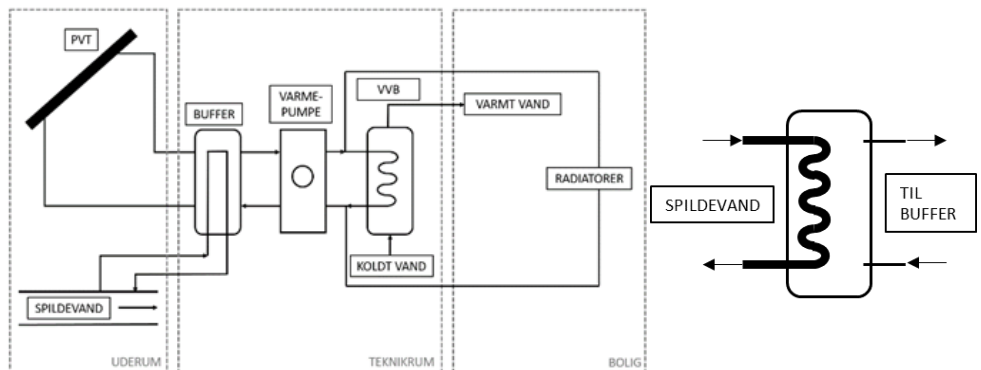 PVT
BUFFER
VARME-
PUMPE
VVB
VARMT VAND
RADIATORER
KOLDT VAND
SPILDEVAND
UDERUM
TEKNIKRUM
BOLIG
SPILDEVAND
TIL
BUFFER